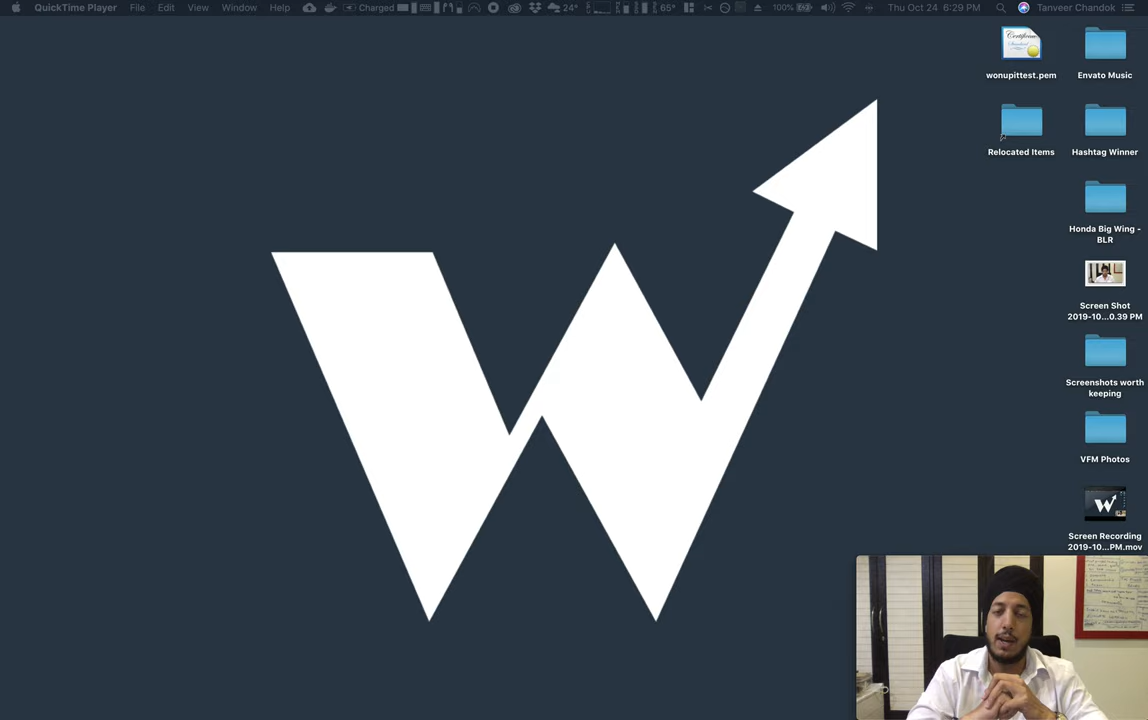 QuickTime Player File Edit View Window Help Charged 24° 65° 100% Thu Oct 24 6:29 PM Tanveer Chandok
wonupittest.pem
Envato Music
Relocated Items
Hashtag Winner
Honda Big Wing -
BLR
Screen Shot
2019-10...0.39 PM
Screenshots worth
keeping
VFM Photos
Screen Recording
2019-10...PM.mov